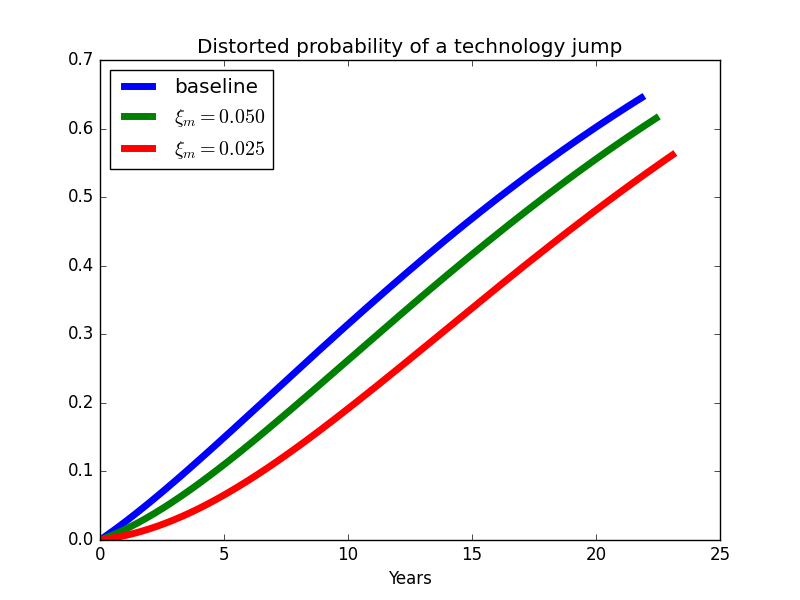 Distorted probability of a technology jump
0.7
baseline
ξₘ = 0.050
ξₘ = 0.025
0.6
0.5
0.4
0.3
0.2
0.1
0.0
0 5 10 15 20 25
Years